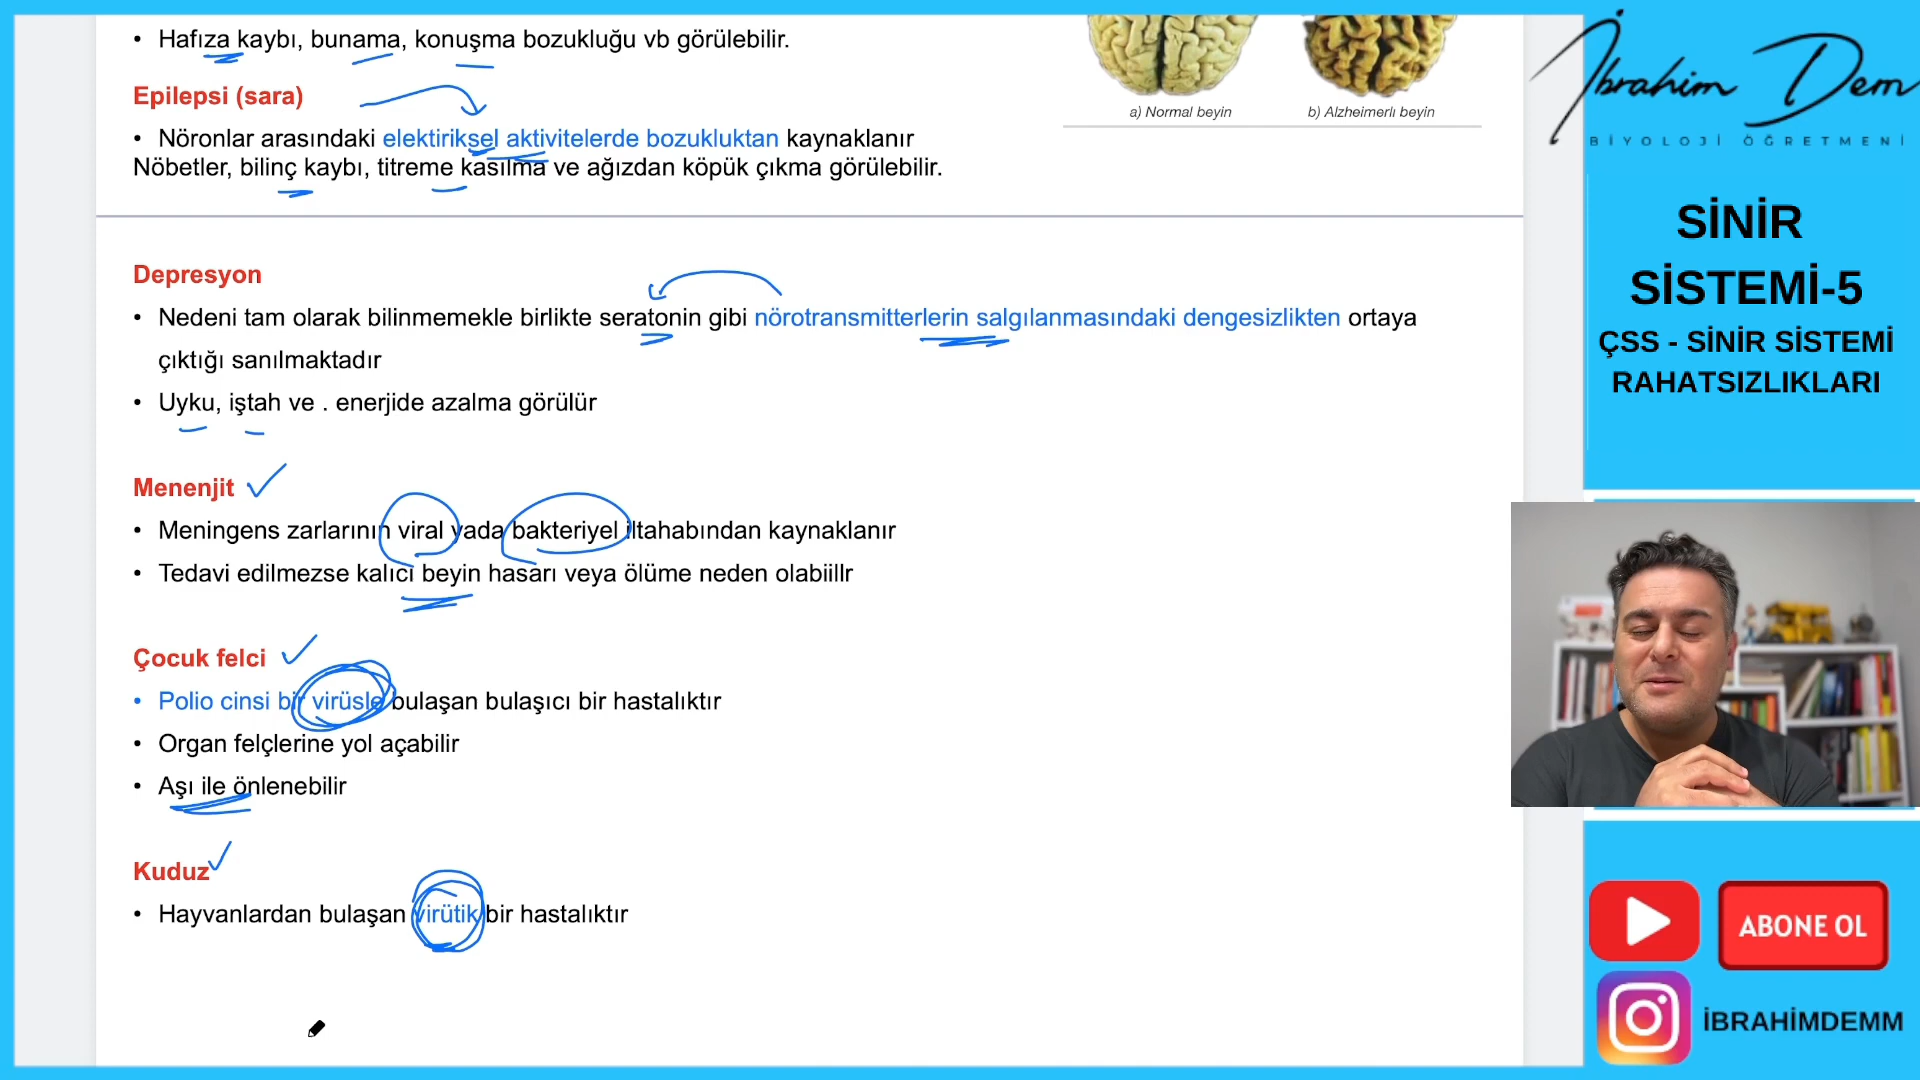 • Hafıza kaybı, bunama, konuşma bozukluğu vb görülebilir.
Epilepsi (sara)
• Nöronlar arasındaki elektiriksel aktivitelerde bozukluktan kaynaklanır
Nöbetler, bilinç kaybı, titreme kasılma ve ağızdan köpük çıkma görülebilir.
a) Normal beyin
b) Alzheimerlı beyin
Depresyon
• Nedeni tam olarak bilinmemekle birlikte seratonin gibi nörotransmitterlerin salgılanmasındaki dengesizlikten ortaya
çıktığı sanılmaktadır
• Uyku, iştah ve . enerjide azalma görülür
Menenjit
• Meningens zarlarının viral yada bakteriyel iltahabından kaynaklanır
• Tedavi edilmezse kalıcı beyin hasarı veya ölüme neden olabiillr
Çocuk felci
• Polio cinsi bir virüsle bulaşan bulaşıcı bir hastalıktır
• Organ felçlerine yol açabilir
• Aşı ile önlenebilir
Kuduz
• Hayvanlardan bulaşan virütik bir hastalıktır
İbrahim Dem
BİYOLOJİ ÖĞRETMENİ
SİNİR
SİSTEMİ-5
ÇSS - SİNİR SİSTEMİ
RAHATSIZLIKLARI
ABONE OL
İBRAHİMDEMM